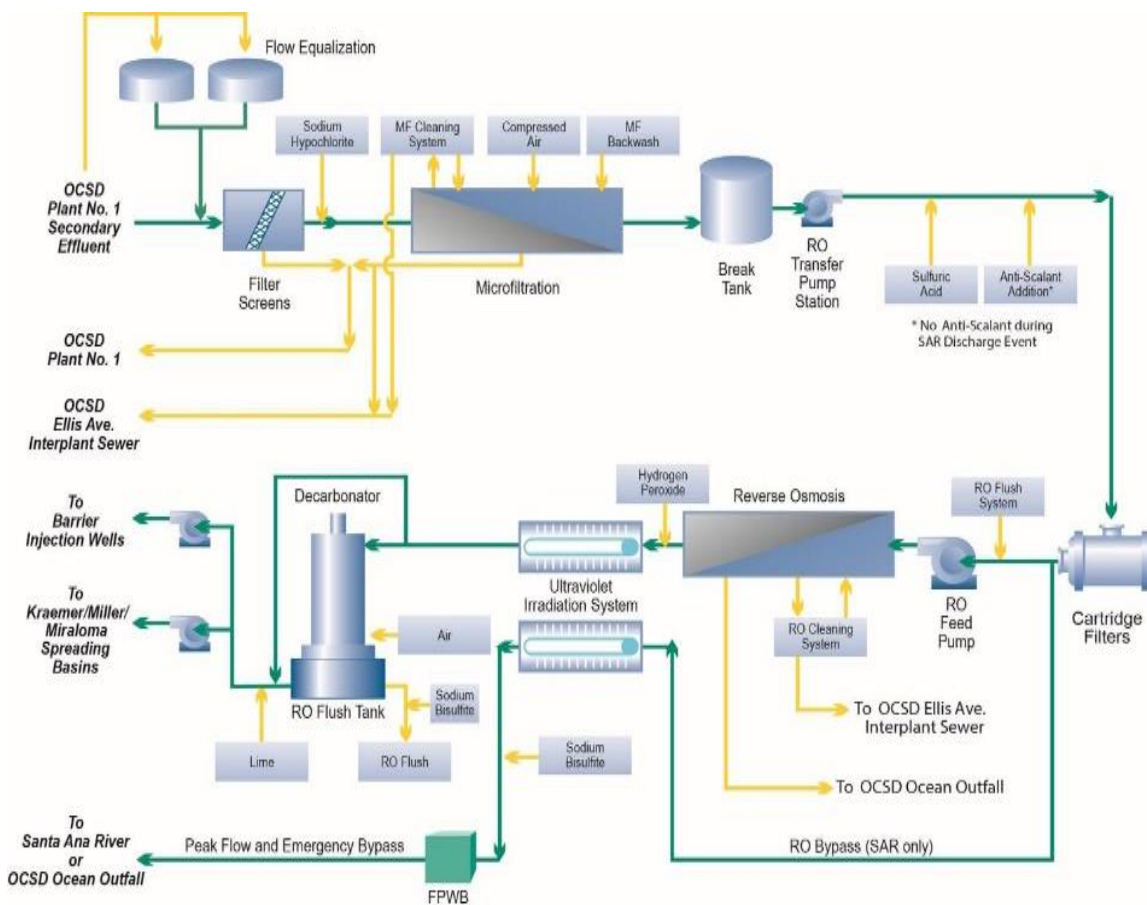 Flow Equalization
Sodium
Hypochlorite
MF Cleaning
System
Compressed
Air
MF
Backwash
OCSD
Plant No. 1
Secondary
Effluent
Filter
Screens
Microfiltration
Break
Tank
RO
Transfer
Pump
Station
Sulfuric
Acid
Anti-Scalant
Addition*
* No Anti-Scalant during
SAR Discharge Event
OCSD
Plant No. 1
OCSD
Ellis Ave.
Interplant Sewer
Decarbonator
Hydrogen
Peroxide
Reverse Osmosis
RO Flush
System
To
Barrier
Injection Wells
Ultraviolet
Irradiation System
RO
Feed
Pump
Cartridge
Filters
To
Kraemer/Miller/
Miraloma
Spreading
Basins
Air
RO Cleaning
System
RO Flush Tank
Sodium
Bisulfite
To OCSD Ellis Ave.
Interplant Sewer
Lime
RO Flush
Sodium
Bisulfite
To OCSD Ocean Outfall
To
Santa Ana River
or
OCSD Ocean Outfall
Peak Flow and Emergency Bypass
FPWB
RO Bypass (SAR only)